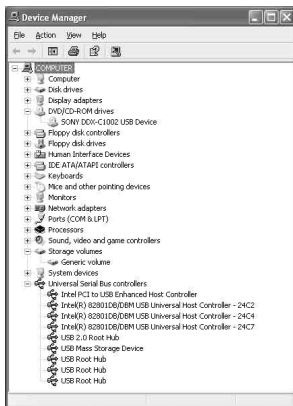 Device Manager
File Action View Help
COMPUTER
Computer
Disk drives
Display adapters
DVD/CD-ROM drives
SONY DDX-C1002 USB Device
Floppy disk controllers
Floppy disk drives
Human Interface Devices
IDE ATA/ATAPI controllers
Keyboards
Mice and other pointing devices
Monitors
Network adapters
Ports (COM & LPT)
Processors
Sound, video and game controllers
Storage volumes
Generic volume
System devices
Universal Serial Bus controllers
Intel PCI to USB Enhanced Host Controller
Intel(R) 82801DB/DBM USB Universal Host Controller - 24C2
Intel(R) 82801DB/DBM USB Universal Host Controller - 24C4
Intel(R) 82801DB/DBM USB Universal Host Controller - 24C7
USB 2.0 Root Hub
USB Mass Storage Device
USB Root Hub
USB Root Hub
USB Root Hub